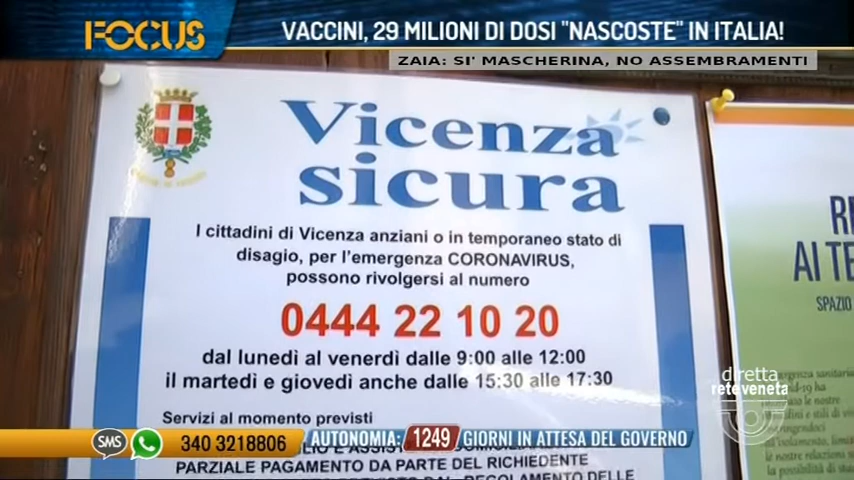 FOCUS
VACCINI, 29 MILIONI DI DOSI "NASCOSTE" IN ITALIA!
ZAIA: SI' MASCHERINA, NO ASSEMBRAMENTI
Vicenza
sicura
I cittadini di Vicenza anziani o in temporaneo stato di
disagio, per l'emergenza CORONAVIRUS,
possono rivolgersi al numero
0444 22 10 20
dal lunedì al venerdì dalle 9:00 alle 12:00
il martedì e giovedì anche dalle 15:30 alle 17:30
Servizi al momento previsti
PARZIALE PAGAMENTO DA PARTE DEL RICHIEDENTE
REGOLAMENTO DELLE
AI
SPAZIO
diretta
reteveneta
SMS
340 3218806
AUTONOMIA: 1249 GIORNI IN ATTESA DEL GOVERNO